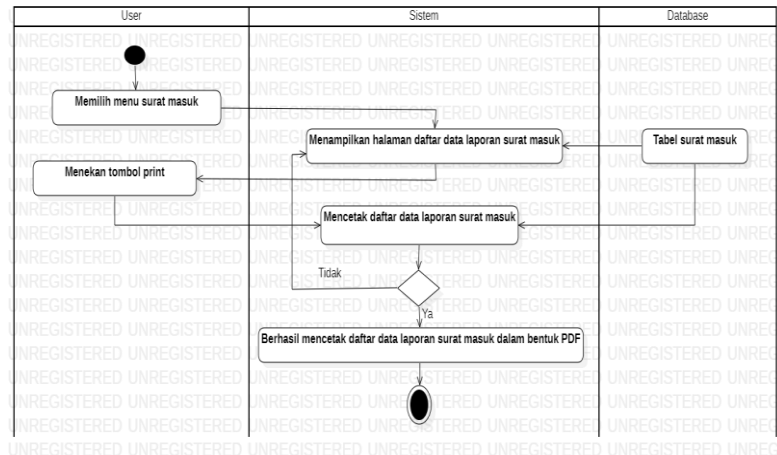 User
Sistem
Database
Memilih menu surat masuk
Menampilkan halaman daftar data laporan surat masuk
Tabel surat masuk
Menekan tombol print
Mencetak daftar data laporan surat masuk
Tidak
Ya
Berhasil mencetak daftar data laporan surat masuk dalam bentuk PDF
UNREGISTERED